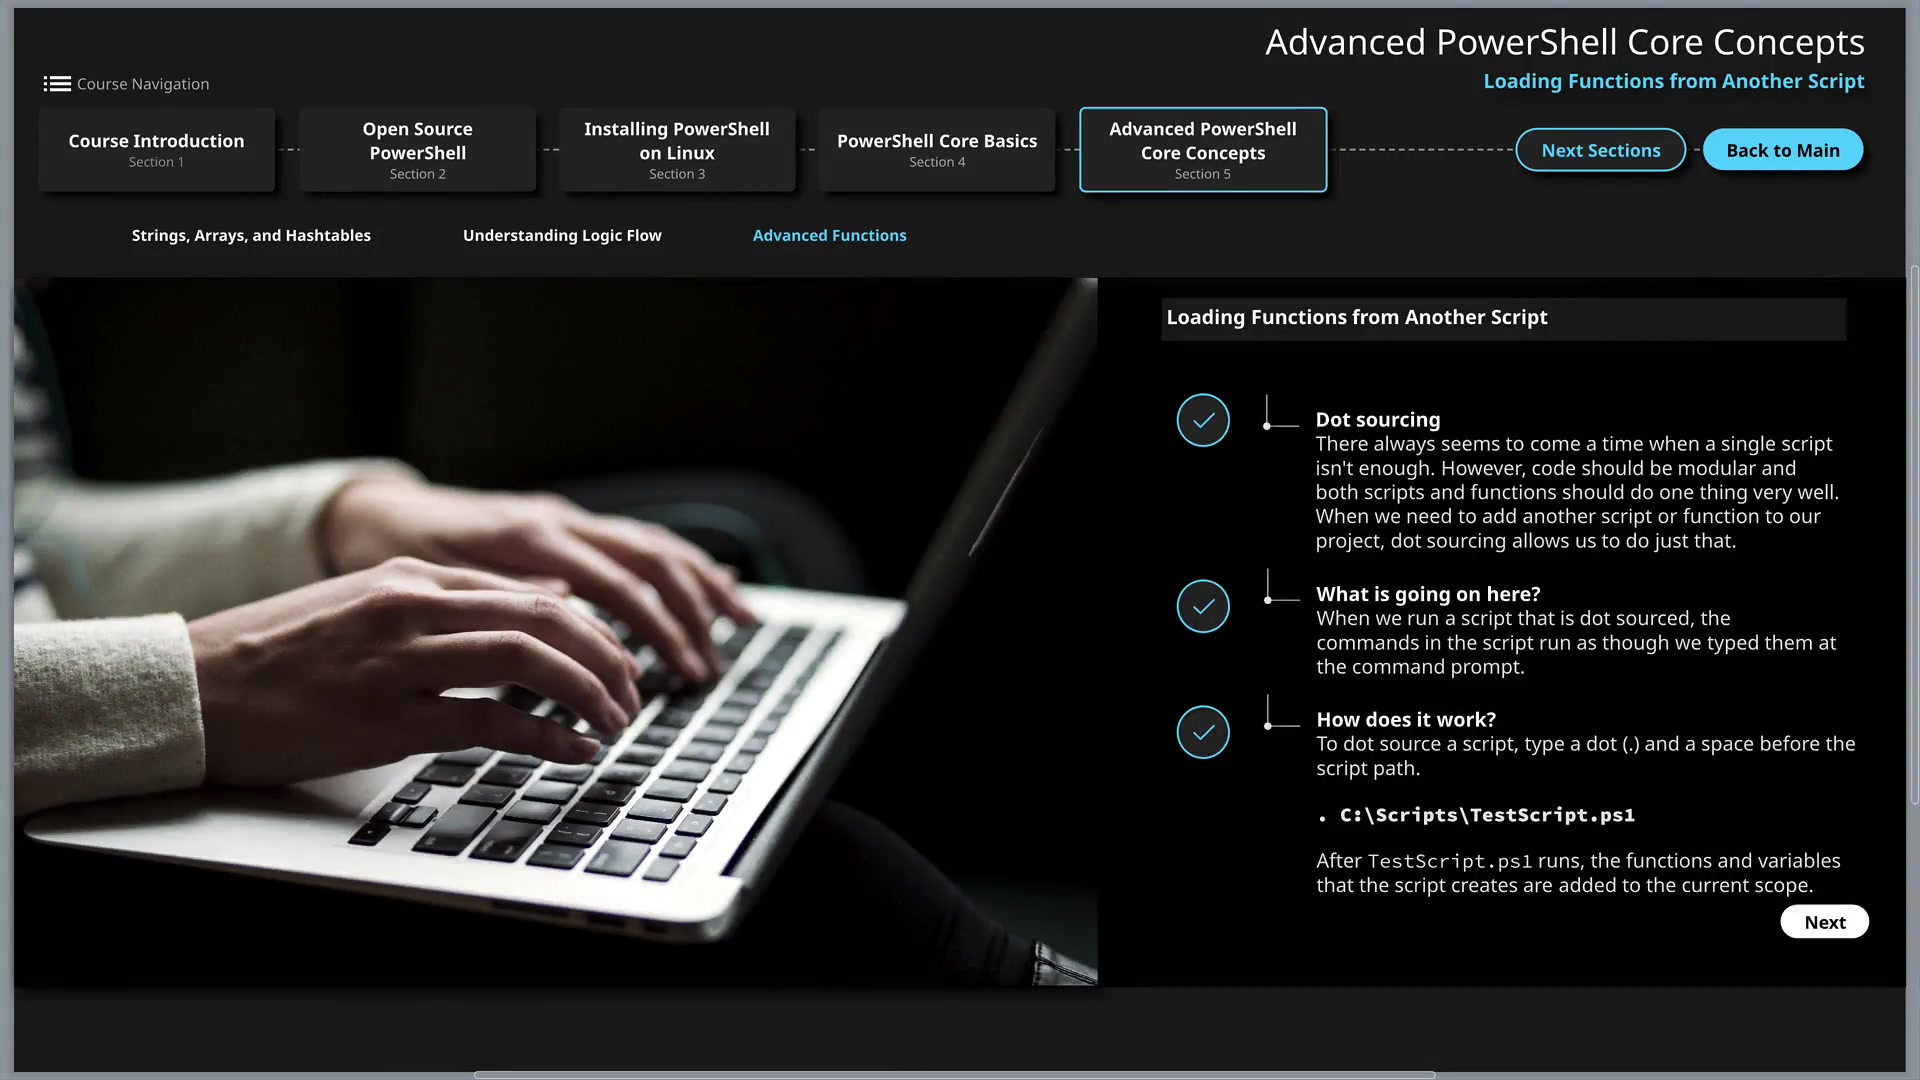 Advanced PowerShell Core Concepts
Loading Functions from Another Script
Course Navigation
Course Introduction
Section 1
Open Source
PowerShell
Section 2
Installing PowerShell
on Linux
Section 3
PowerShell Core Basics
Section 4
Advanced PowerShell
Core Concepts
Section 5
Next Sections
Back to Main
Strings, Arrays, and Hashtables
Understanding Logic Flow
Advanced Functions
Loading Functions from Another Script
Dot sourcing
There always seems to come a time when a single script
isn't enough. However, code should be modular and
both scripts and functions should do one thing very well.
When we need to add another script or function to our
project, dot sourcing allows us to do just that.
What is going on here?
When we run a script that is dot sourced, the
commands in the script run as though we typed them at
the command prompt.
How does it work?
To dot source a script, type a dot (.) and a space before the
script path.
. C:\Scripts\TestScript.ps1
After TestScript.ps1 runs, the functions and variables
that the script creates are added to the current scope.
Next